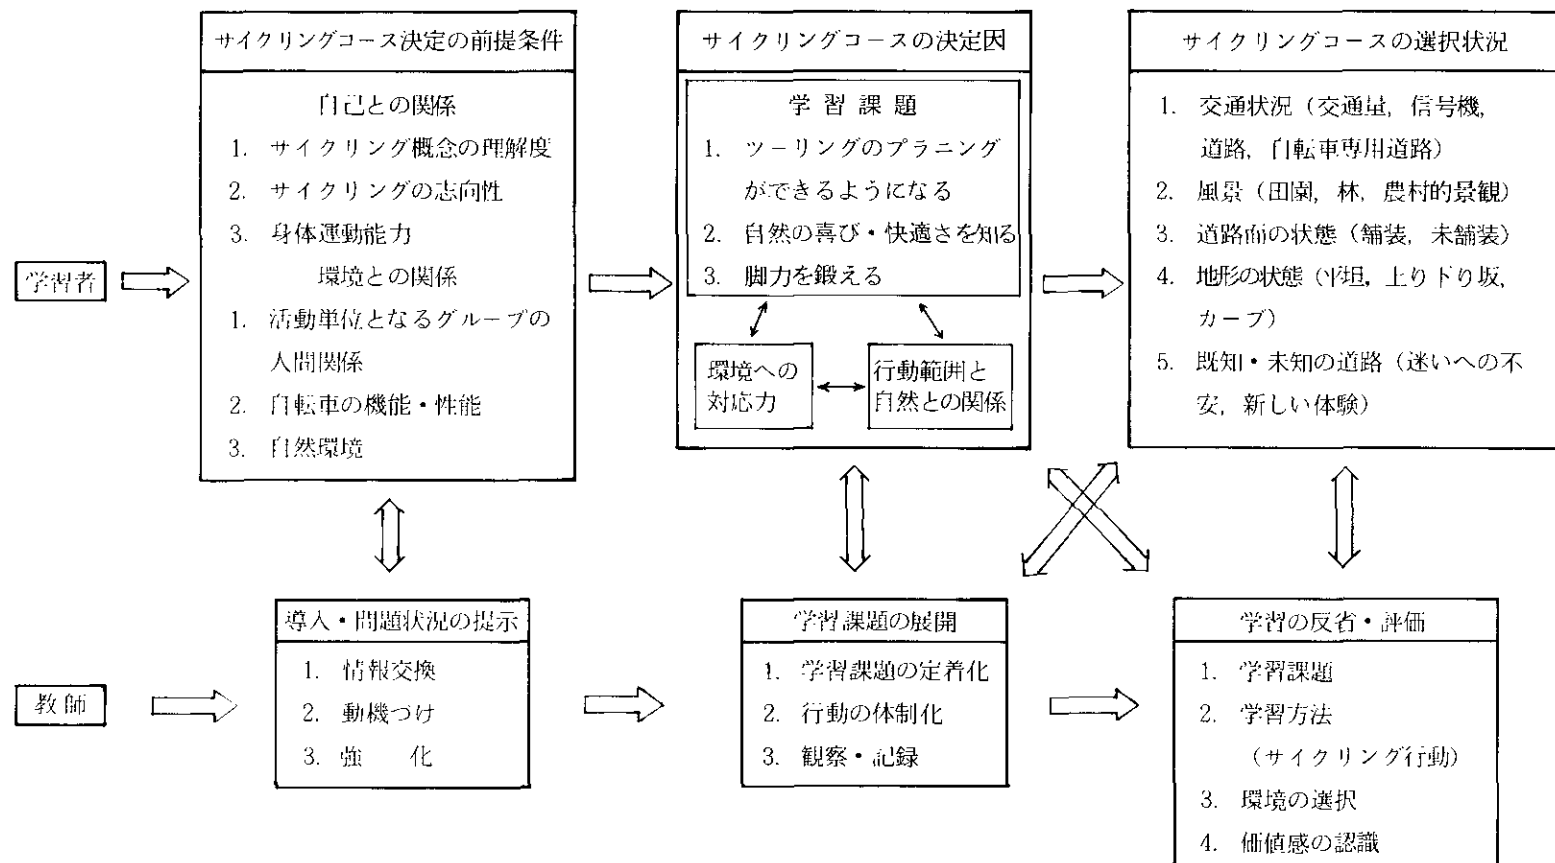 サイクリングコース決定の前提条件
自己との関係
1. サイクリング概念の理解度
2. サイクリングの志向性
3. 身体運動能力
環境との関係
1. 活動単位となるグループの
人間関係
2. 自転車の機能・性能
3. 自然環境
サイクリングコースの決定因
学習課題
1. ツーリングのプラニング
ができるようになる
2. 自然の喜び・快適さを知る
3. 脚力を鍛える
環境への
対応力
行動範囲と
自然との関係
サイクリングコースの選択状況
1. 交通状況（交通量，信号機，
道路，自転車専用道路）
2. 風景（田園，林，農村的景観）
3. 道路面の状態（舗装，未舗装）
4. 地形の状態（平坦，上り下り坂，
カーブ）
5. 既知・未知の道路（迷いへの不
安，新しい体験）
学習者
教師
導入・問題状況の提示
1. 情報交換
2. 動機づけ
3. 強　化
学習課題の展開
1. 学習課題の定着化
2. 行動の体制化
3. 観察・記録
学習の反省・評価
1. 学習課題
2. 学習方法
（サイクリング行動）
3. 環境の選択
4. 価値感の認識